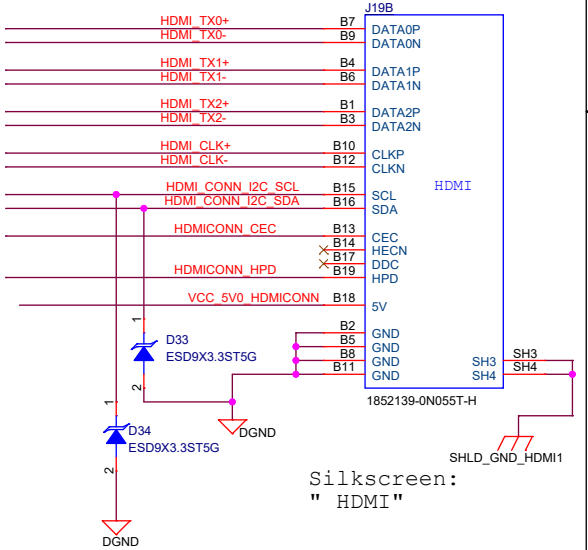 J19B
HDMI_TX0+ B7 DATA0P
HDMI_TX0- B9 DATA0N
HDMI_TX1+ B4 DATA1P
HDMI_TX1- B6 DATA1N
HDMI_TX2+ B1 DATA2P
HDMI_TX2- B3 DATA2N
HDMI_CLK+ B10 CLKP
HDMI_CLK- B12 CLKN
HDMI
HDMI_CONN_I2C_SCL B15 SCL
HDMI_CONN_I2C_SDA B16 SDA
HDMICONN_CEC B13 CEC
B14 HECN
B17 DDC
HDMICONN_HPD B19 HPD
VCC_5V0_HDMICONN B18 5V
B2 GND
B5 GND
B8 GND SH3 SH3
B11 GND SH4 SH4
1852139-0N055T-H
1
D33
ESD9X3.3ST5G
2
1
D34
ESD9X3.3ST5G
2
DGND
DGND
SHLD_GND_HDMI1
Silkscreen:
" HDMI"